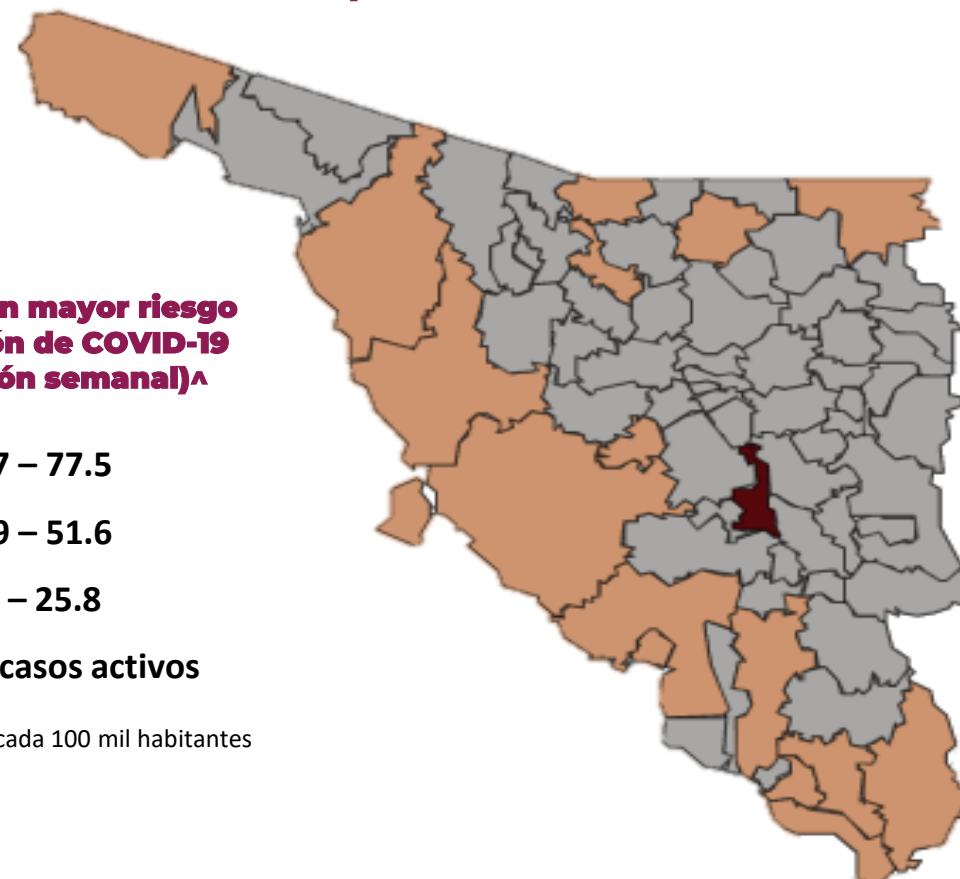 n mayor riesgo
ón de COVID-19
ón semanal)^
7 – 77.5
9 – 51.6
– 25.8
casos activos
cada 100 mil habitantes